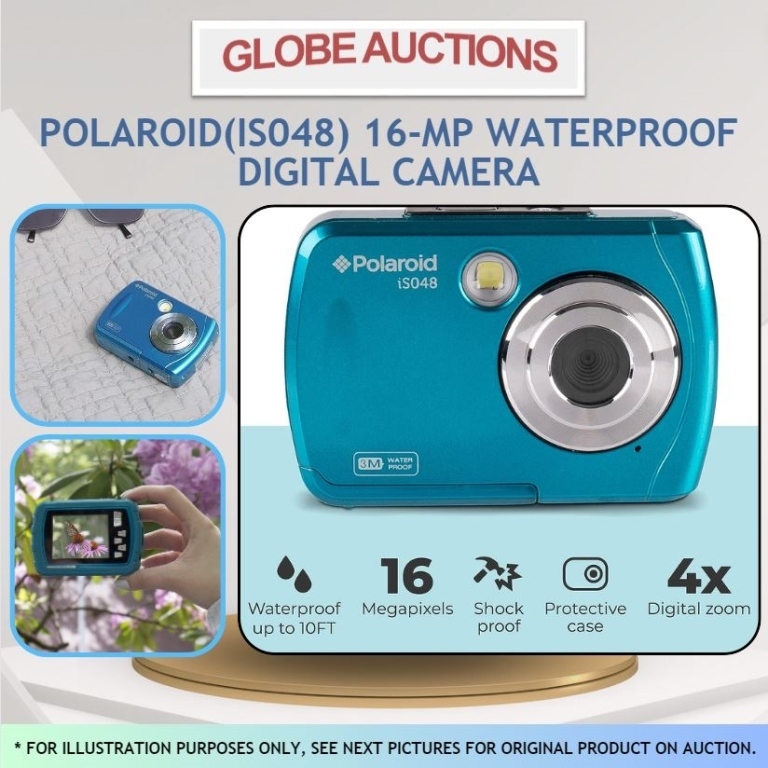 GLOBE AUCTIONS
POLAROID(IS048) 16-MP WATERPROOF
DIGITAL CAMERA
Polaroid
iS048
3M WATER
PROOF
Waterproof
up to 10FT
16
Megapixels
Shock
proof
Protective
case
4x
Digital zoom
Polaroid
* FOR ILLUSTRATION PURPOSES ONLY, SEE NEXT PICTURES FOR ORIGINAL PRODUCT ON AUCTION.